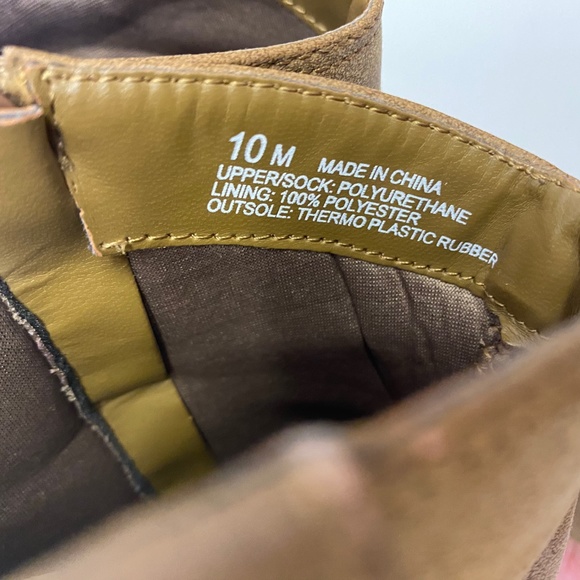 10 M MADE IN CHINA
UPPER/SOCK: POLYURETHANE
LINING: 100% POLYESTER
OUTSOLE: THERMO PLASTIC RUBBER